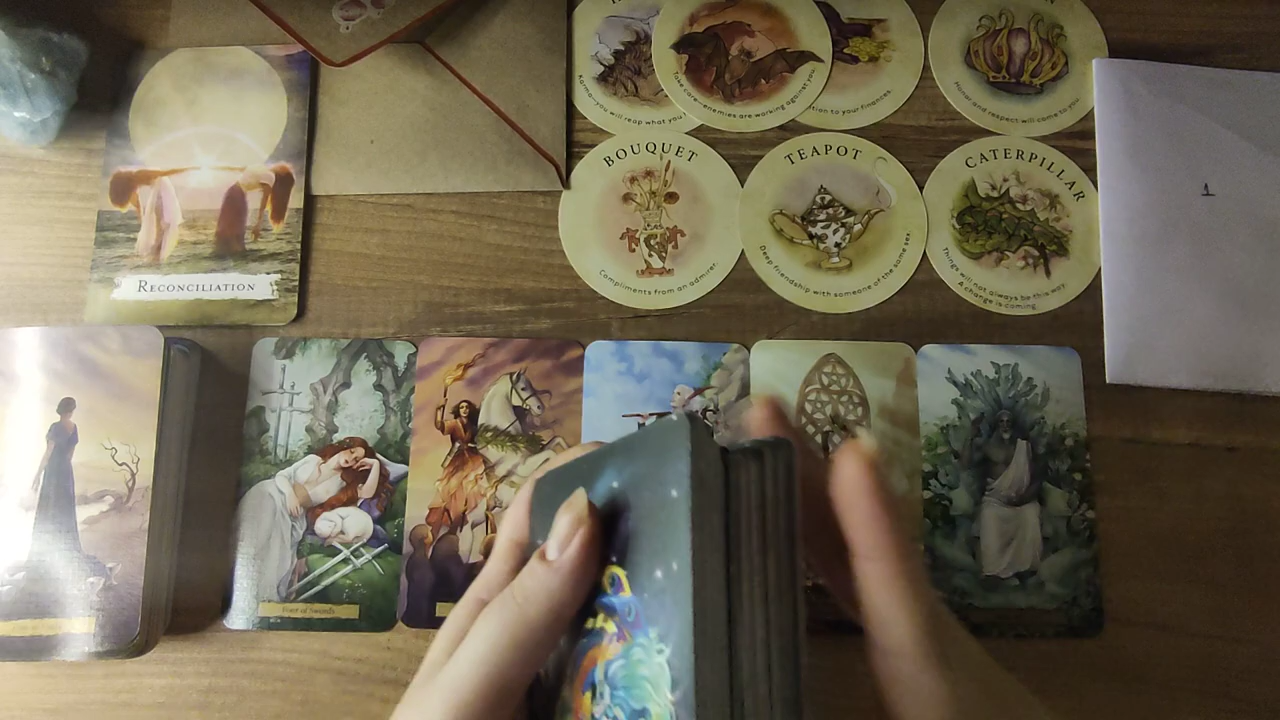 Karma—you will reap what you
Take care—enemies are working against you.
tion to your finances.
Honor and respect will come to you.
BOUQUET
Compliments from an admirer.
TEAPOT
Deep friendship with someone of the same sex.
CATERPILLAR
Things will not always be this way.
A change is coming.
RECONCILIATION
Four of Swords